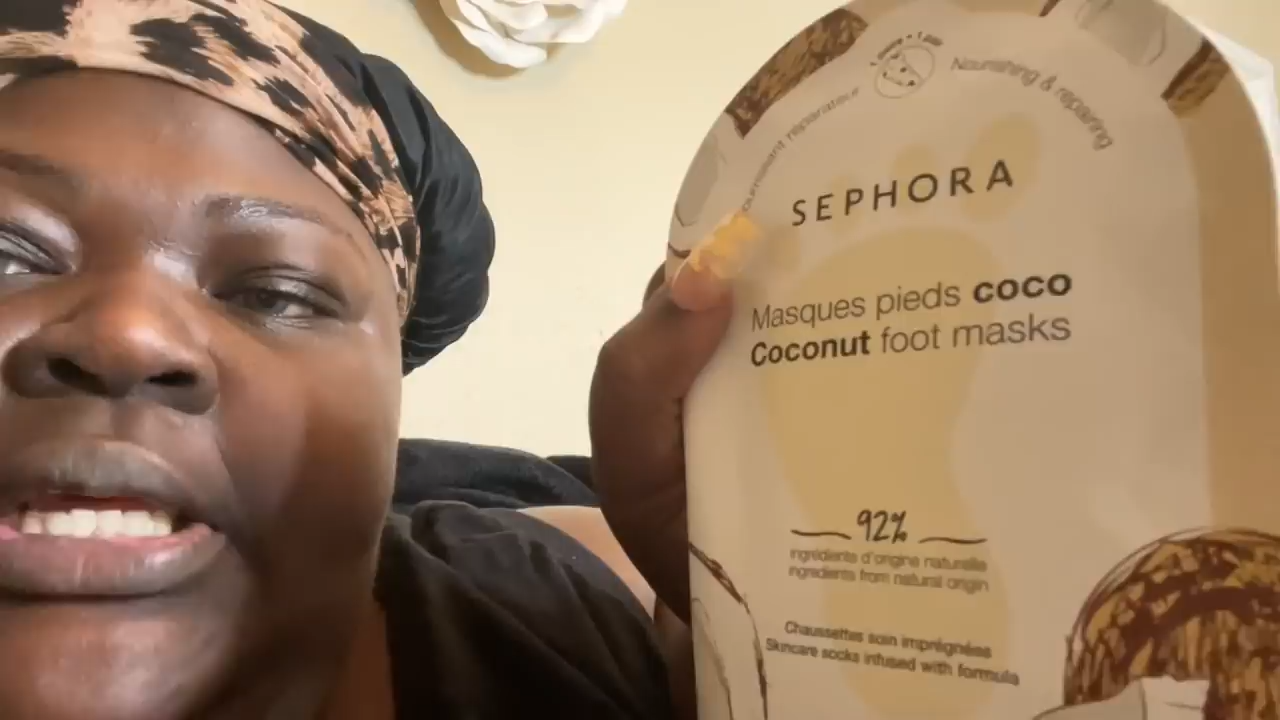 réparateur
Nourishing & repairing
SEPHORA
Masques pieds coco
Coconut foot masks
92%
ingrédients d'origine naturelle
ingredients from natural origin
Chaussettes soin imprégnées
Skincare socks infused with formula